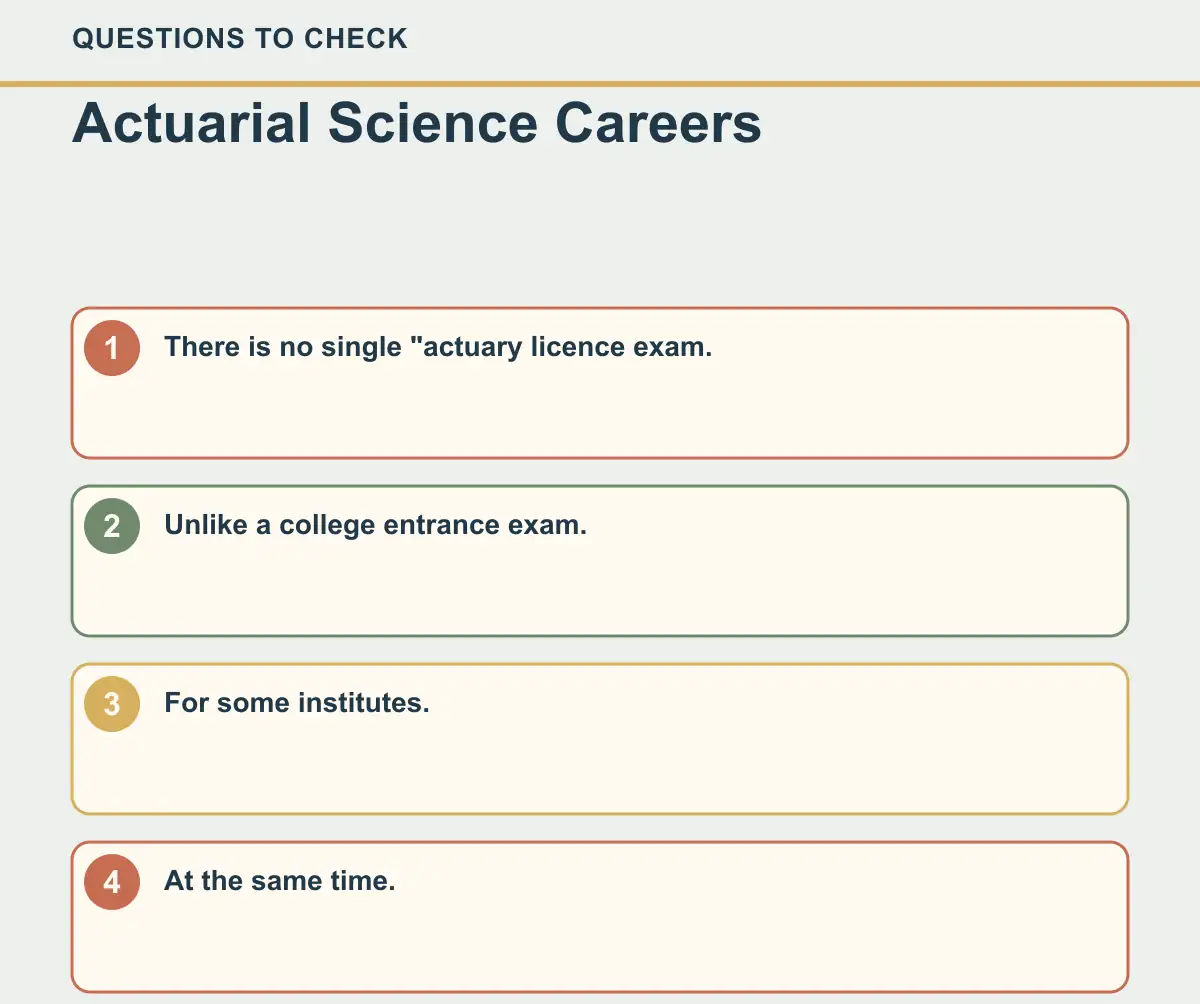 QUESTIONS TO CHECK
Actuarial Science Careers
1 There is no single "actuary licence exam.
2 Unlike a college entrance exam.
3 For some institutes.
4 At the same time.